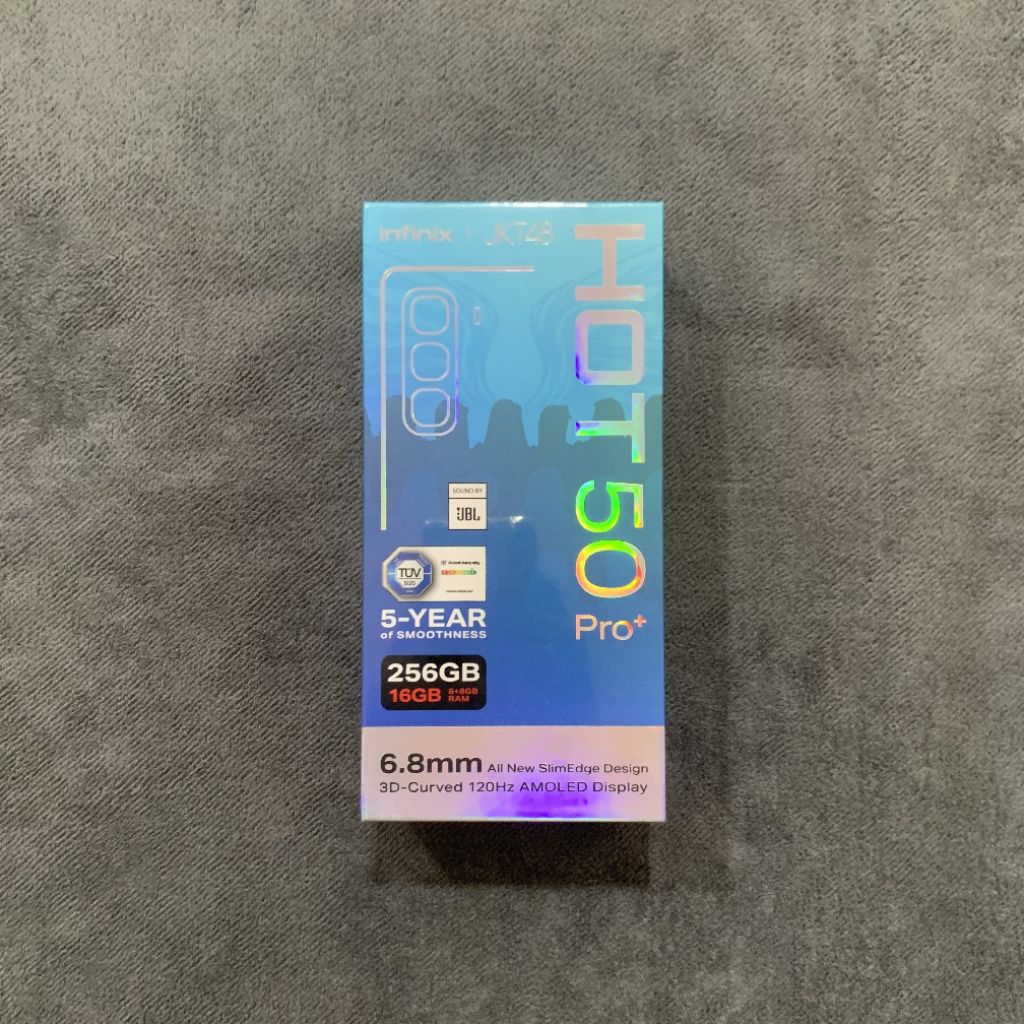 Infinix | JKT48
HOT 50
Pro+
SOUND BY
JBL
TÜV
SÜD
5-YEAR
of SMOOTHNESS
256GB
16GB 8+8GB RAM
6.8mm All New SlimEdge Design
3D-Curved 120Hz AMOLED Display